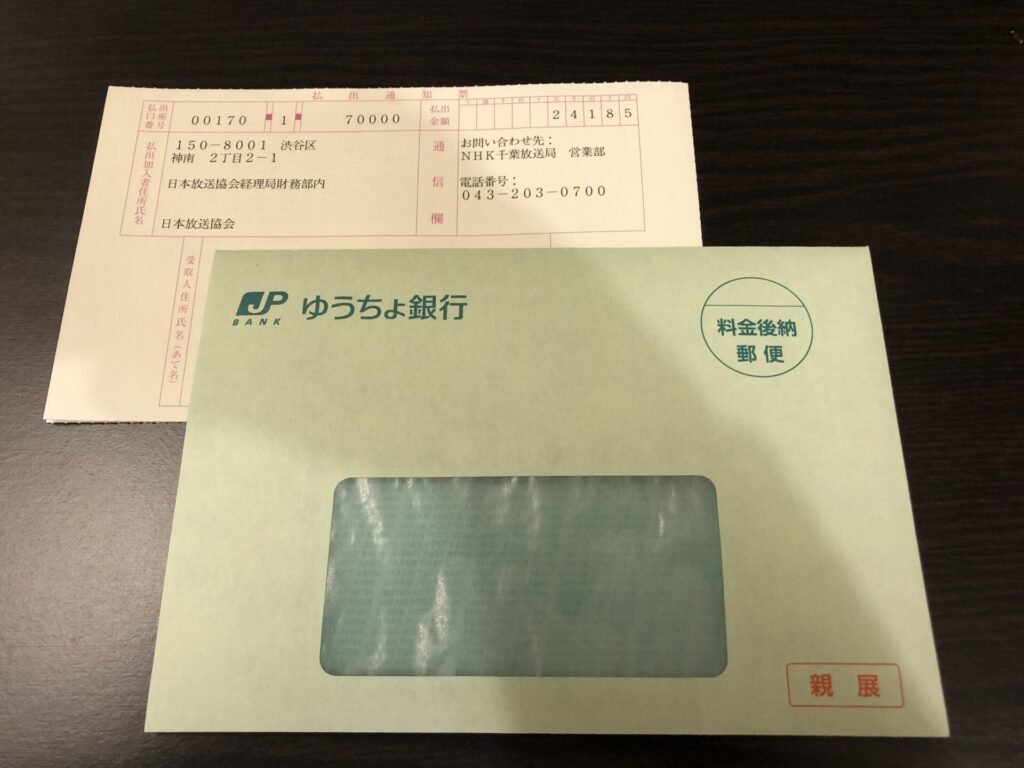 払出通知票
払出口座番号
00170 1 70000
払出金額
24185
払出加入者住所氏名
150-8001 渋谷区
神南 2丁目2-1
日本放送協会経理局財務部内
日本放送協会
通信欄
お問い合わせ先:
NHK千葉放送局 営業部
電話番号:
043-203-0700
受取人住所氏名(あて名)
JP
BANK
ゆうちょ銀行
料金後納
郵便
親展